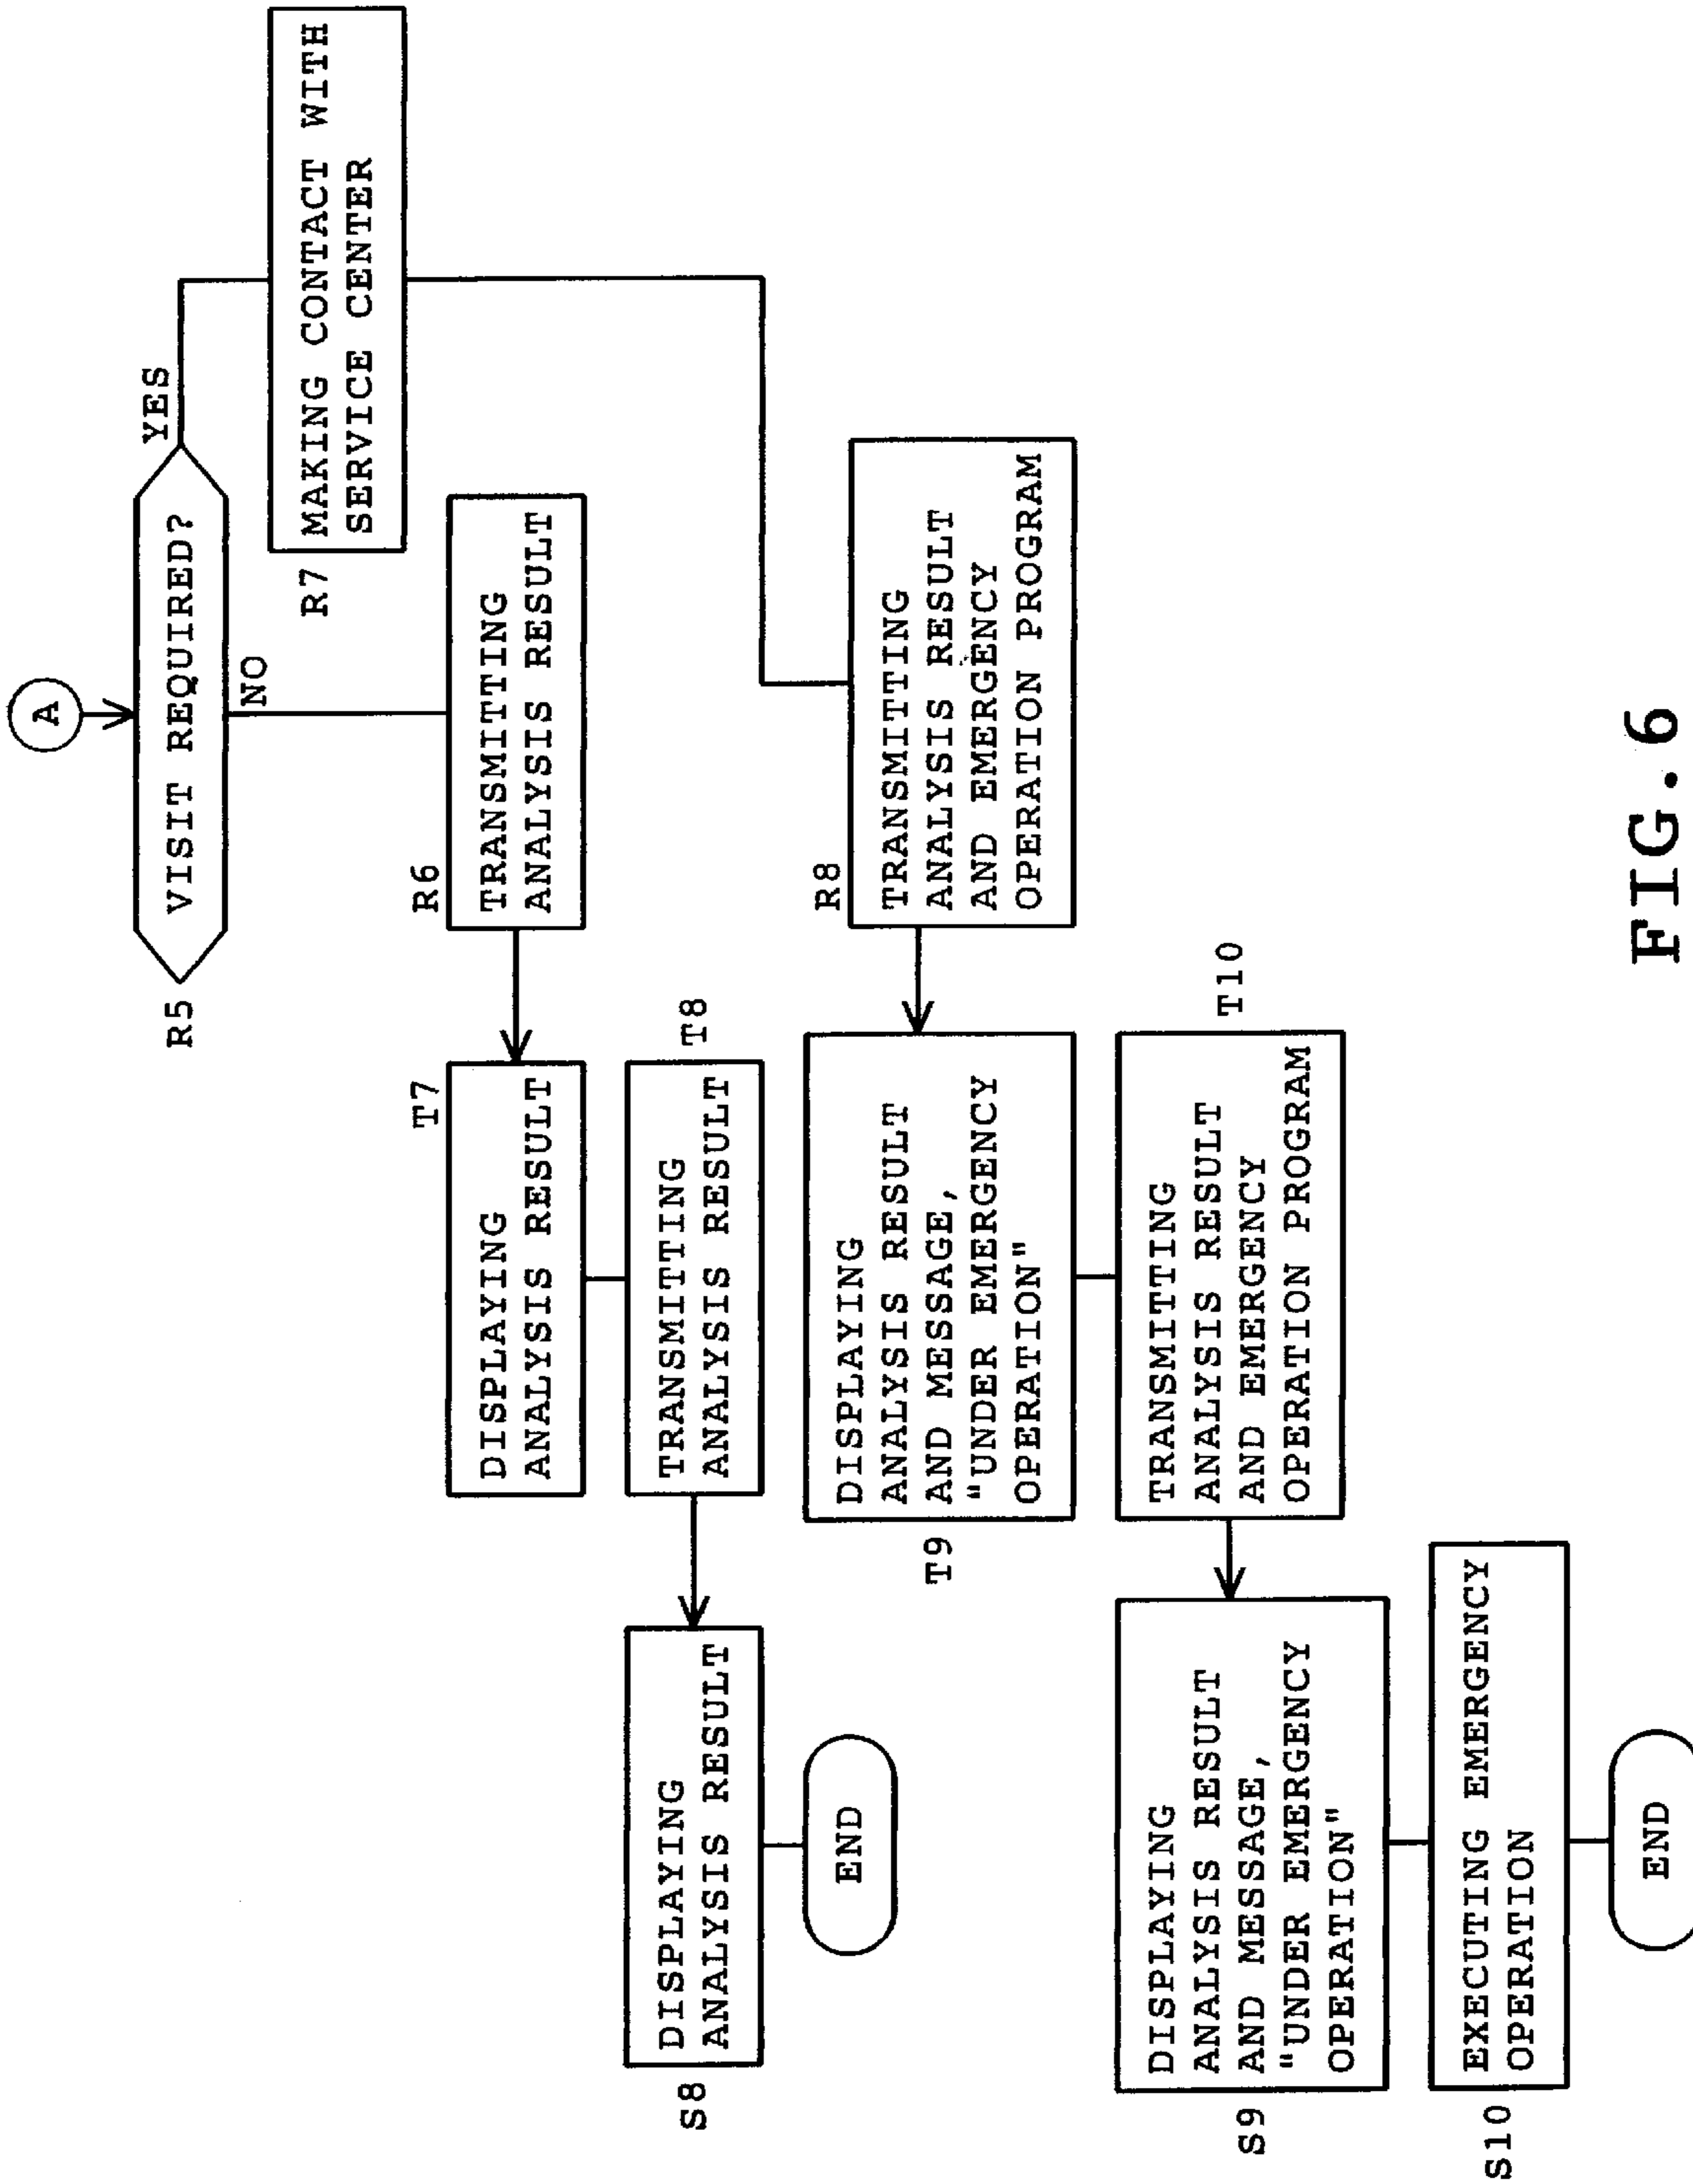 A
R5
VISIT REQUIRED?
YES
NO
R7
MAKING CONTACT WITH
SERVICE CENTER
R6
TRANSMITTING
ANALYSIS RESULT
T7
DISPLAYING
ANALYSIS RESULT
T8
TRANSMITTING
ANALYSIS RESULT
S8
DISPLAYING
ANALYSIS RESULT
END
R8
TRANSMITTING
ANALYSIS RESULT
AND EMERGENCY
OPERATION PROGRAM
T9
DISPLAYING
ANALYSIS RESULT
AND MESSAGE,
"UNDER EMERGENCY
OPERATION"
T10
TRANSMITTING
ANALYSIS RESULT
AND EMERGENCY
OPERATION PROGRAM
S9
DISPLAYING
ANALYSIS RESULT
AND MESSAGE,
"UNDER EMERGENCY
OPERATION"
S10
EXECUTING EMERGENCY
OPERATION
END
FIG.6